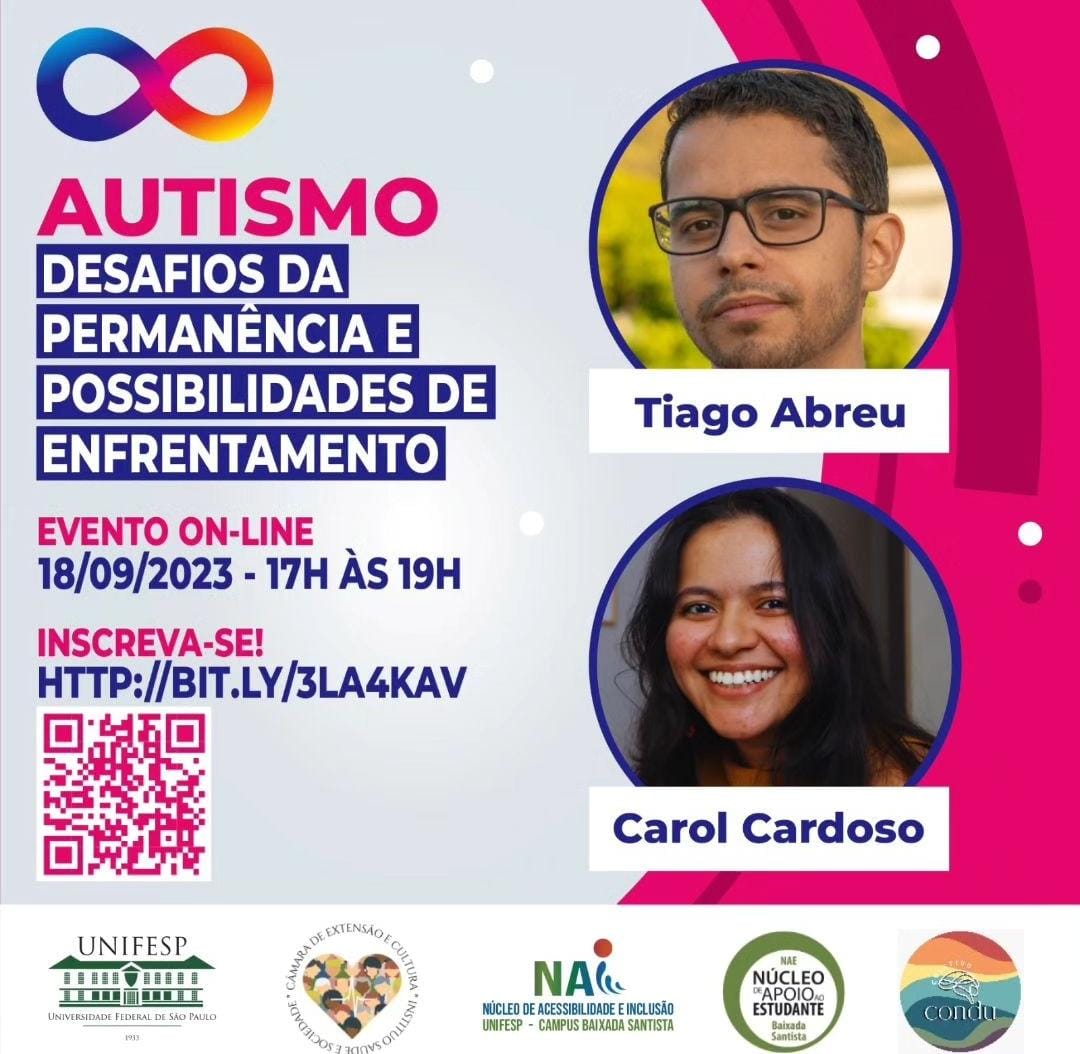 AUTISMO
DESAFIOS DA
PERMANÊNCIA E
POSSIBILIDADES DE
ENFRENTAMENTO
EVENTO ON-LINE
18/09/2023 - 17H ÀS 19H
INSCREVA-SE!
HTTP://BIT.LY/3LA4KAV
Tiago Abreu
Carol Cardoso
UNIFESP
UNIVERSIDADE FEDERAL DE SÃO PAULO
1933
CÂMARA DE EXTENSÃO E CULTURA * INSTITUTO SAÚDE E SOCIEDADE *
NAi
NÚCLEO DE ACESSIBILIDADE E INCLUSÃO
UNIFESP - CAMPUS BAIXADA SANTISTA
NAE
NÚCLEO
DE APOIO AO
ESTUDANTE
Baixada
Santista
condu